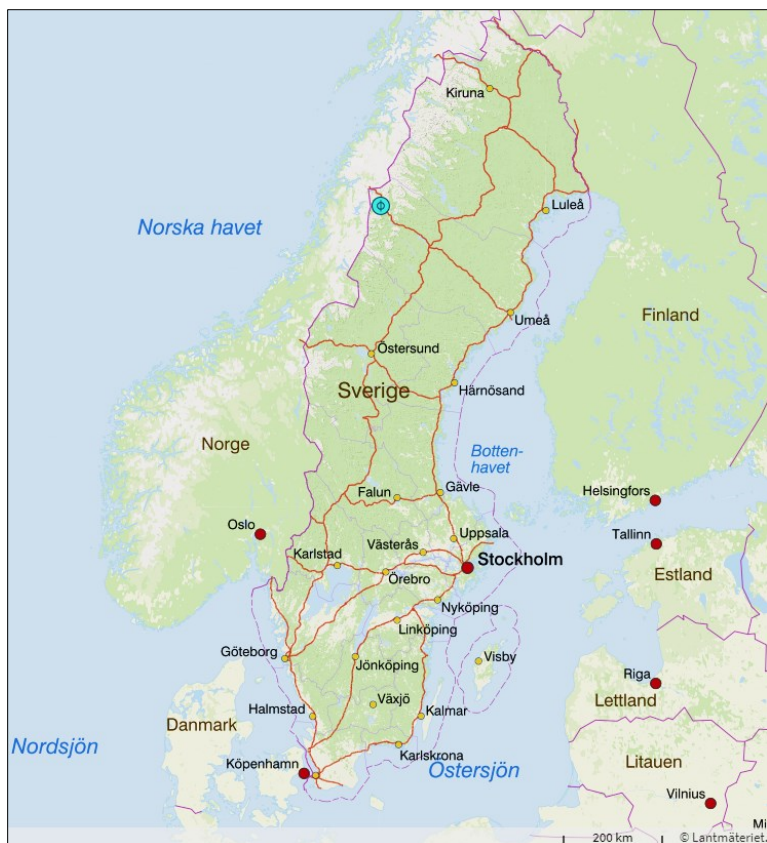 Kiruna
Luleå
Norska havet
Umeå
Finland
Östersund
Sverige
Härnösand
Norge
Botten-
havet
Falun
Gävle
Helsingfors
Oslo
Uppsala
Tallinn
Västerås
Karlstad
Stockholm
Örebro
Estland
Nyköping
Linköping
Göteborg
Jönköping
Visby
Riga
Växjö
Lettland
Halmstad
Kalmar
Danmark
Nordsjön
Karlskrona
Köpenhamn
Östersjön
Litauen
Vilnius
Mi
200 km
© Lantmäteriet